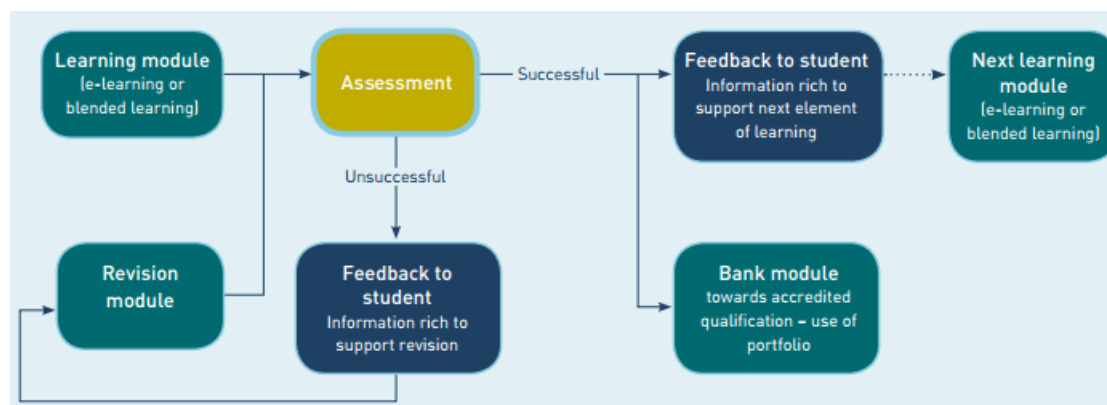 Learning module
(e-learning or
blended learning)
Assessment
Successful
Feedback to student
Information rich to
support next element
of learning
Next learning
module
(e-learning or
blended learning)
Unsuccessful
Revision
module
Feedback to
student
Information rich to
support revision
Bank module
towards accredited
qualification – use of
portfolio